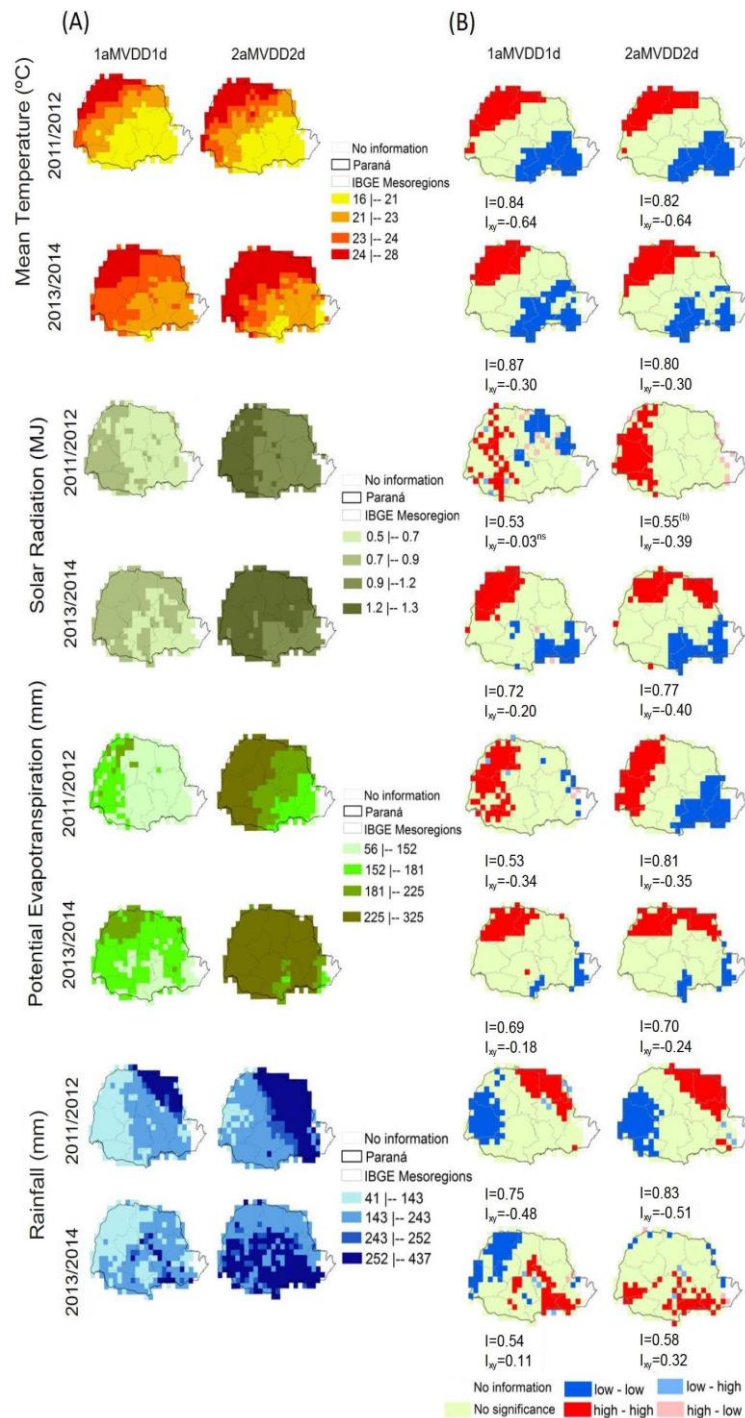 (A)
(B)
1aMVDD1d
2aMVDD2d
1aMVDD1d
2aMVDD2d
Mean Temperature (ºC)
2011/2012
2013/2014
No information
Paraná
IBGE Mesoregions
16 |-- 21
21 |-- 23
23 |-- 24
24 |-- 28
I=0.84
Ixy=-0.64
I=0.82
Ixy=-0.64
I=0.87
Ixy=-0.30
I=0.80
Ixy=-0.30
Solar Radiation (MJ)
2011/2012
2013/2014
No information
Paraná
IBGE Mesoregion
0.5 |-- 0.7
0.7 |-- 0.9
0.9 |-- 1.2
1.2 |-- 1.3
I=0.53
Ixy=-0.03ns
I=0.55(b)
Ixy=-0.39
I=0.72
Ixy=-0.20
I=0.77
Ixy=-0.40
Potential Evapotranspiration (mm)
2011/2012
2013/2014
No information
Paraná
IBGE Mesoregions
56 |-- 152
152 |-- 181
181 |-- 225
225 |-- 325
I=0.53
Ixy=-0.34
I=0.81
Ixy=-0.35
I=0.69
Ixy=-0.18
I=0.70
Ixy=-0.24
Rainfall (mm)
2011/2012
2013/2014
No information
Paraná
IBGE Mesoregions
41 |-- 143
143 |-- 243
243 |-- 252
252 |-- 437
I=0.75
Ixy=-0.48
I=0.83
Ixy=-0.51
I=0.54
Ixy=0.11
I=0.58
Ixy=0.32
No information
low - low
low - high
No significance
high - high
high - low